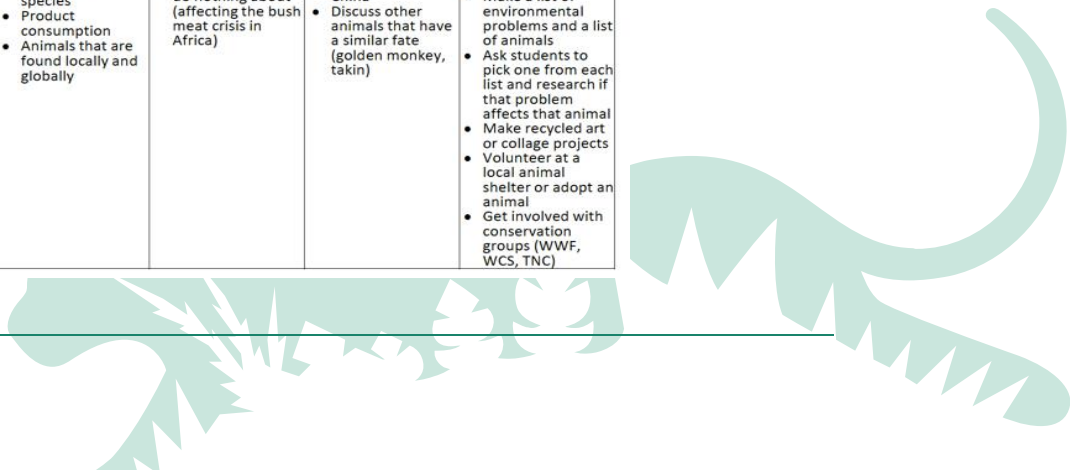 species
• Product
consumption
• Animals that are
found locally and
globally
(affecting the bush
meat crisis in
Africa)
• Discuss other
animals that have
a similar fate
(golden monkey,
takin)
environmental
problems and a list
of animals
• Ask students to
pick one from each
list and research if
that problem
affects that animal
• Make recycled art
or collage projects
• Volunteer at a
local animal
shelter or adopt an
animal
• Get involved with
conservation
groups (WWF,
WCS, TNC)